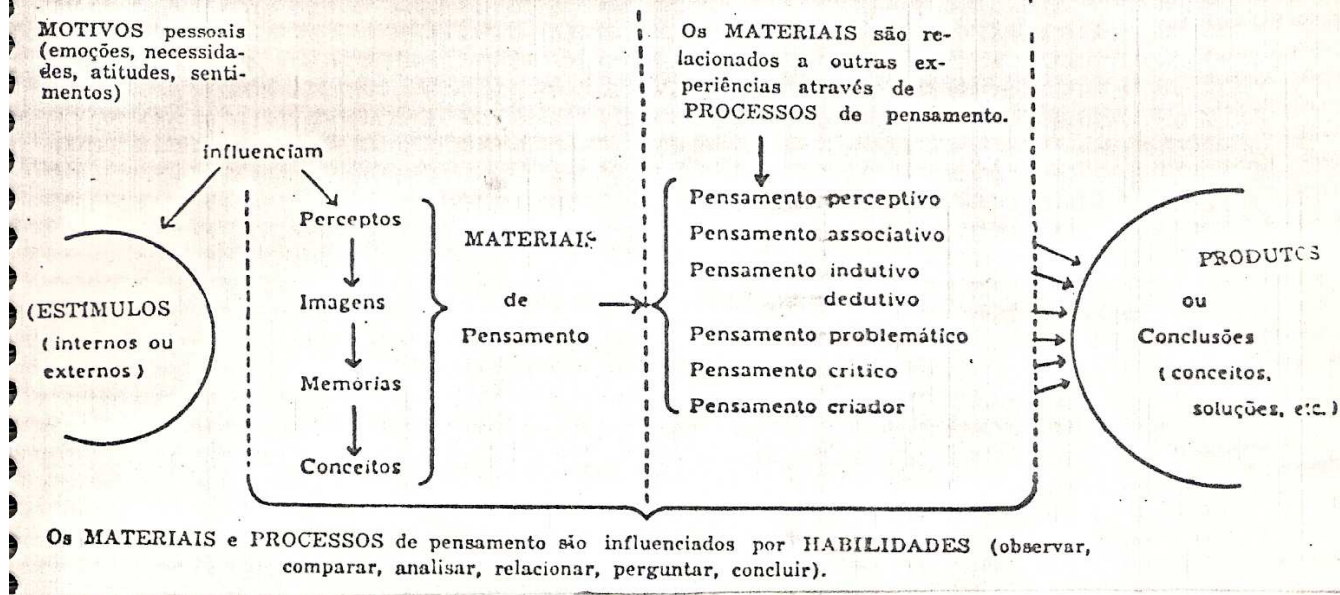 MOTIVOS pessoais
(emoções, necessida-
des, atitudes, senti-
mentos)
influenciam
(ESTÍMULOS
(internos ou
externos)
Perceptos
Imagens
Memórias
Conceitos
MATERIAIS
de
Pensamento
Os MATERIAIS são re-
lacionados a outras ex-
periências através de
PROCESSOS de pensamento.
Pensamento perceptivo
Pensamento associativo
Pensamento indutivo
dedutivo
Pensamento problemático
Pensamento crítico
Pensamento criador
PRODUTOS
ou
Conclusões
(conceitos,
soluções, etc.)
Os MATERIAIS e PROCESSOS de pensamento são influenciados por HABILIDADES (observar,
comparar, analisar, relacionar, perguntar, concluir).